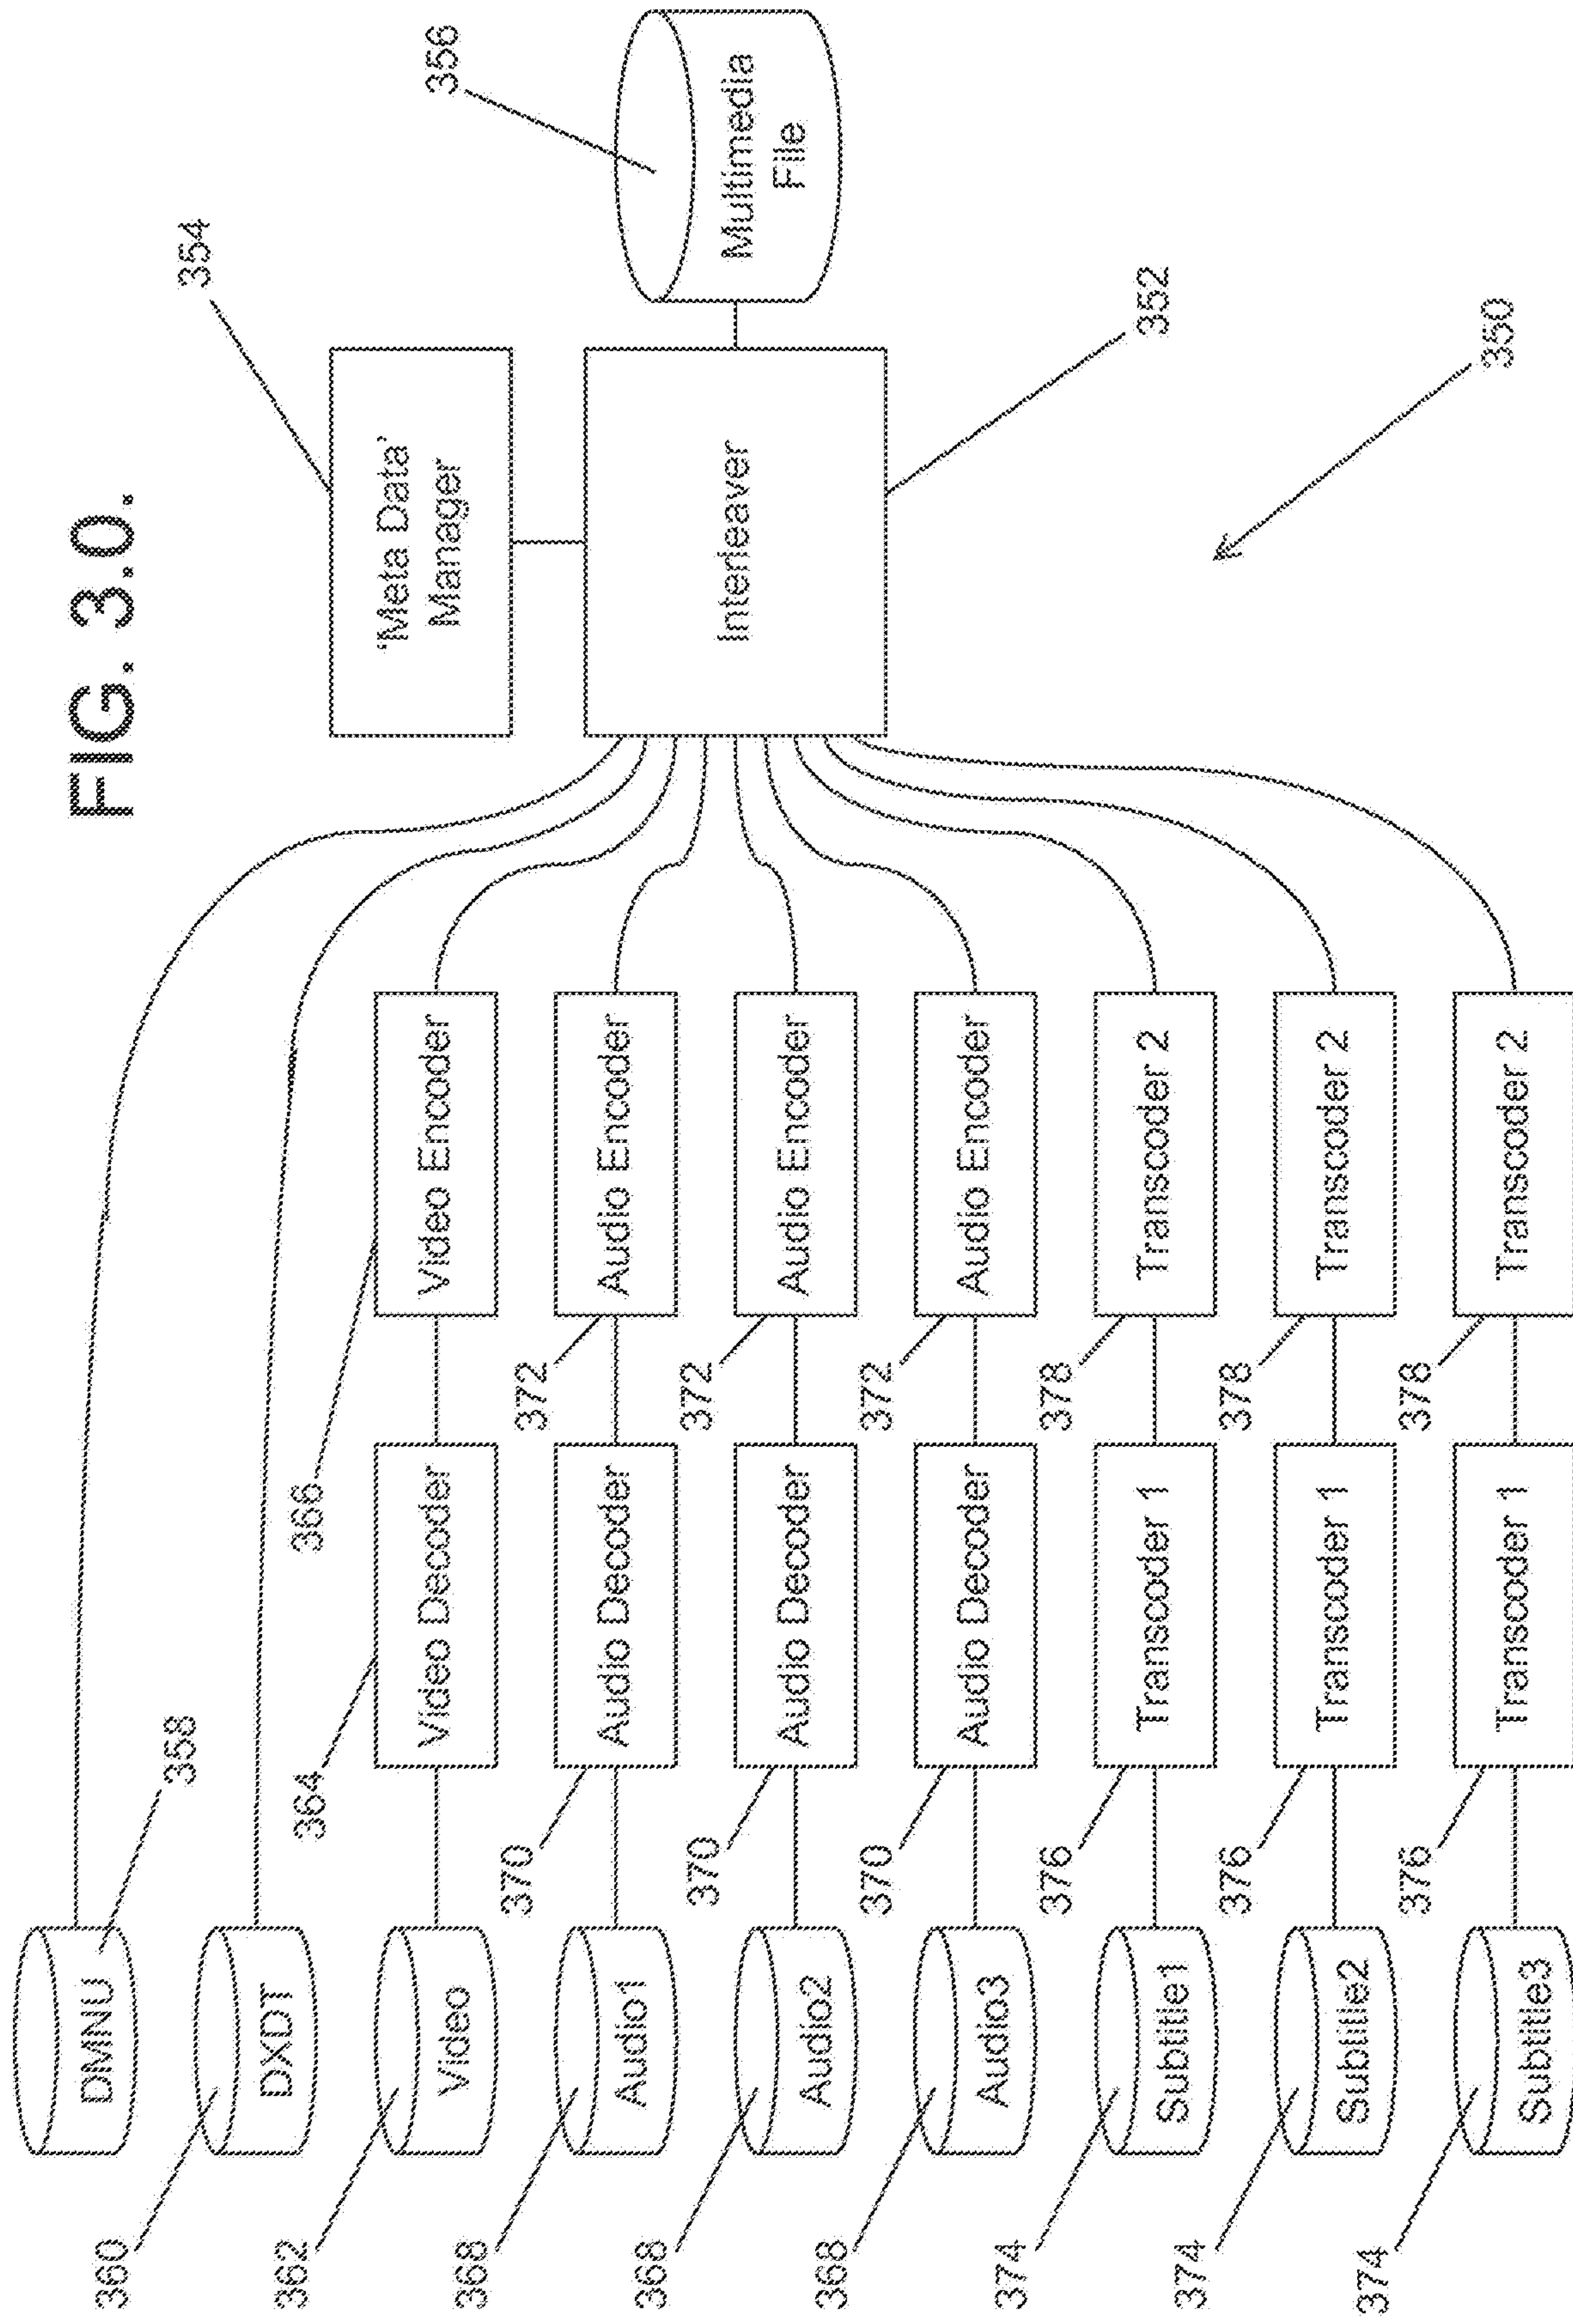 FIG. 3.0.
DMNU
358
360
DXDT
362
Video
364
Video Decoder
366
Video Encoder
368
Audio1
370
Audio Decoder
372
Audio Encoder
368
Audio2
370
Audio Decoder
372
Audio Encoder
368
Audio3
370
Audio Decoder
372
Audio Encoder
374
Subtitle1
376
Transcoder 1
378
Transcoder 2
374
Subtitle2
376
Transcoder 1
378
Transcoder 2
374
Subtitle3
376
Transcoder 1
378
Transcoder 2
354
'Meta Data'
Manager
Interleaver
352
356
Multimedia
File
350